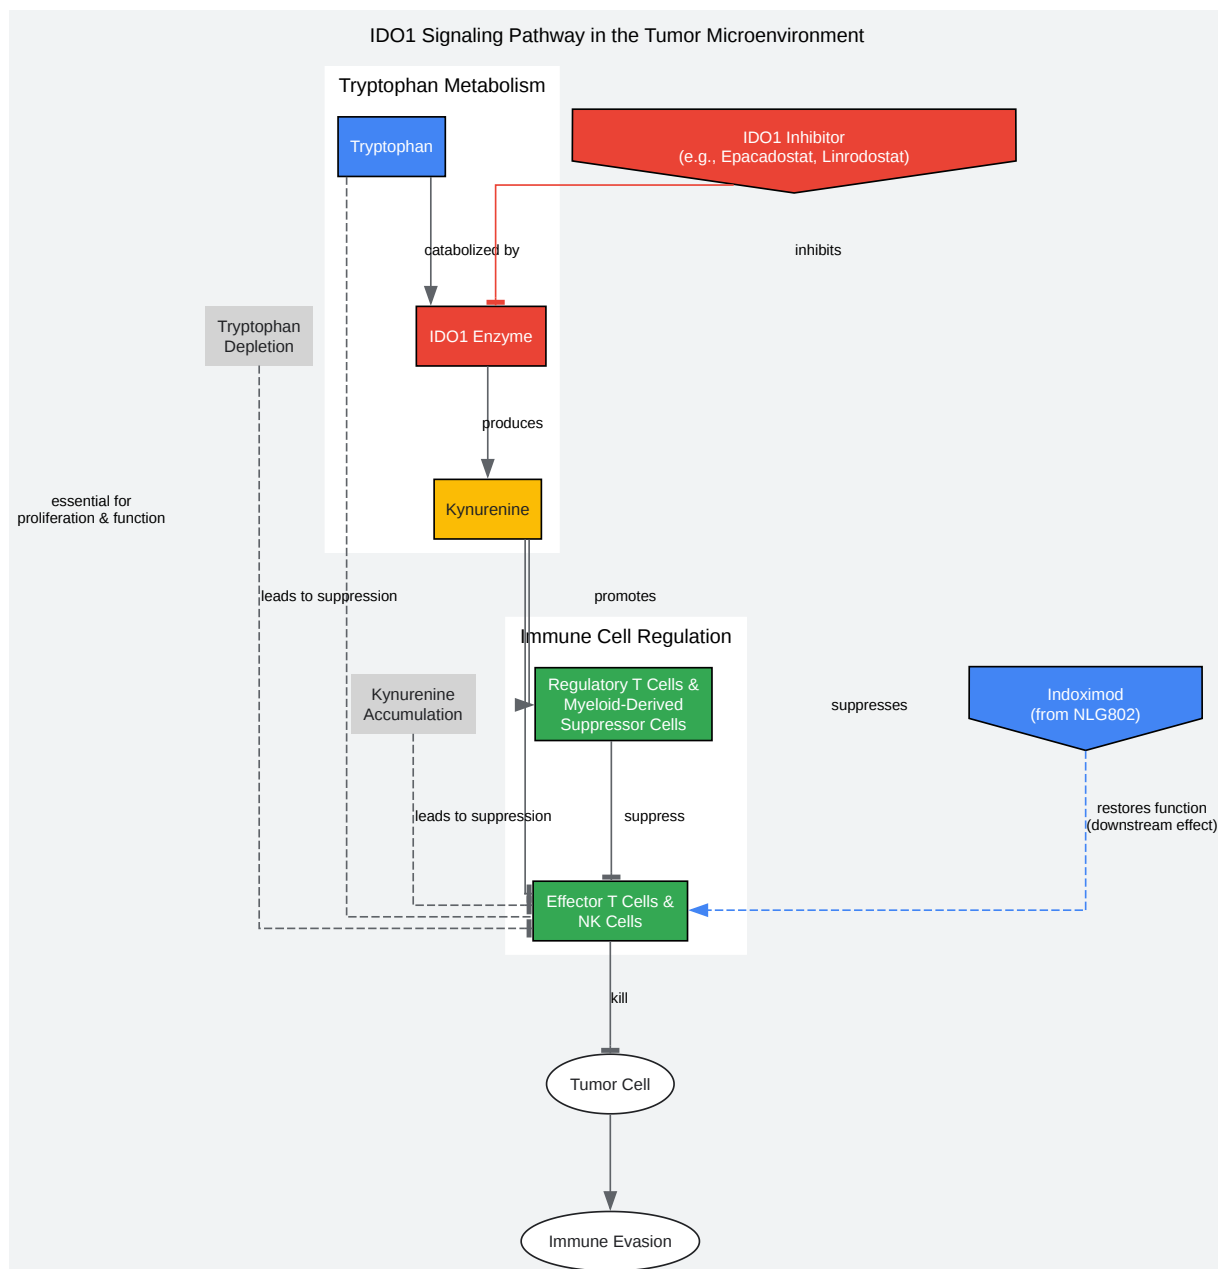 IDO1 Signaling Pathway in the Tumor Microenvironment
Tryptophan Metabolism
Tryptophan
IDO1 Inhibitor
(e.g., Epacadostat, Linrodostat)
catabolized by
inhibits
Tryptophan
Depletion
IDO1 Enzyme
produces
essential for
proliferation & function
Kynurenine
leads to suppression
promotes
Immune Cell Regulation
Kynurenine
Accumulation
Regulatory T Cells &
Myeloid-Derived
Suppressor Cells
suppresses
Indoximod
(from NLG802)
leads to suppression
suppress
restores function
(downstream effect)
Effector T Cells &
NK Cells
kill
Tumor Cell
Immune Evasion